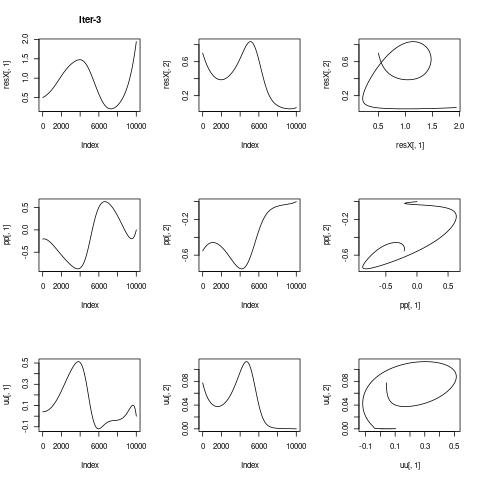 Iter-3
resX[, 1]
0.5 1.0 1.5 2.0
0 2000 6000 10000
Index
resX[, 2]
0.2 0.6
0 2000 6000 10000
Index
resX[, 2]
0.2 0.6
0.5 1.0 1.5 2.0
resX[, 1]
pp[, 1]
-0.5 0.0 0.5
0 2000 6000 10000
Index
pp[, 2]
-0.6 -0.2
0 2000 6000 10000
Index
pp[, 2]
-0.6 -0.2
-0.5 0.0 0.5
pp[, 1]
uu[, 1]
-0.1 0.1 0.3 0.5
0 2000 6000 10000
Index
uu[, 2]
0.00 0.04 0.08
0 2000 6000 10000
Index
uu[, 2]
0.00 0.04 0.08
-0.1 0.1 0.3 0.5
uu[, 1]